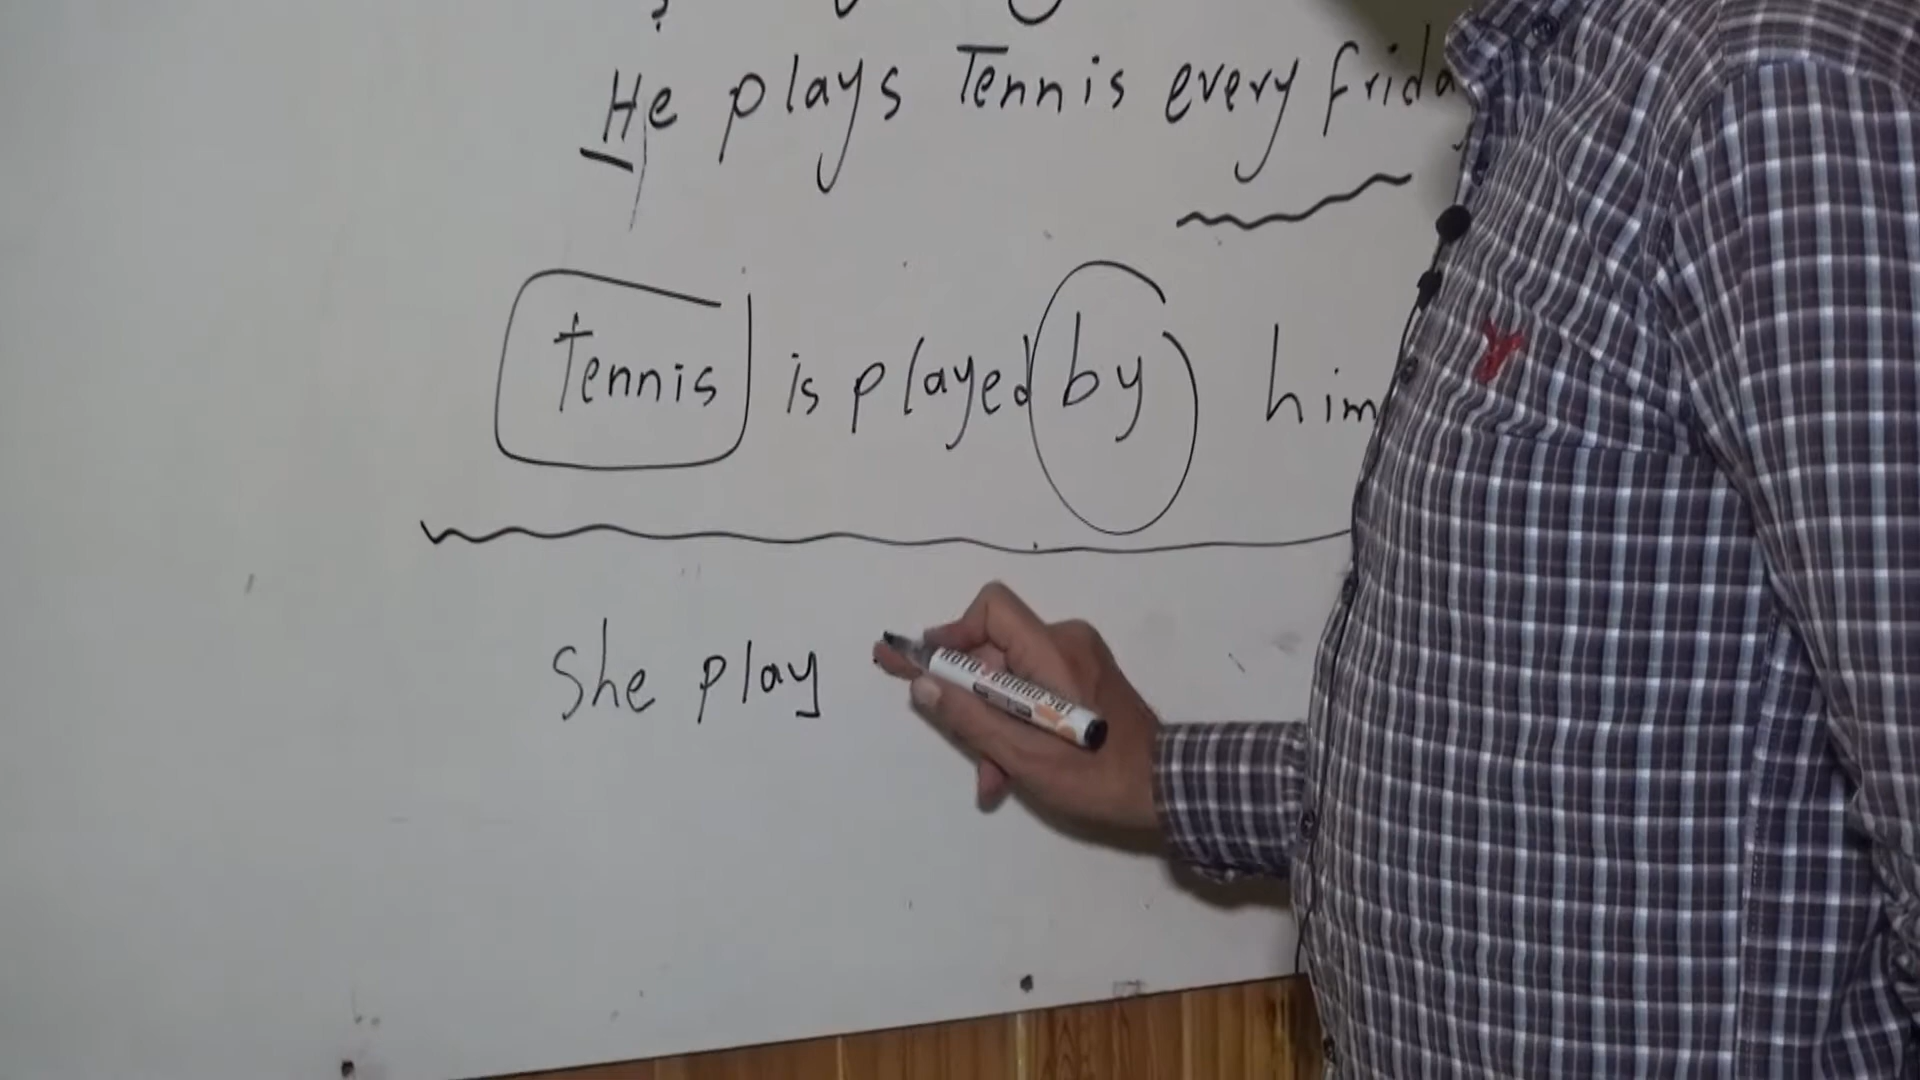 He plays Tennis every frida
Tennis is played by him
She play